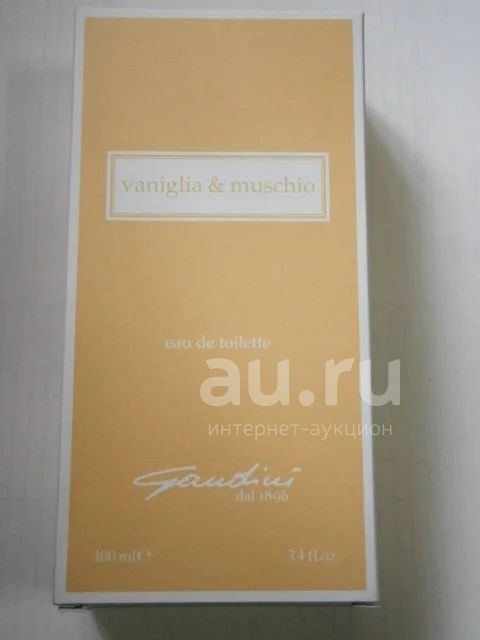 vaniglia & muschio
eau de toilette
au.ru
интернет-аукцион
Gandini
dal 1896
100 ml ℮ 3.4 fl.oz.